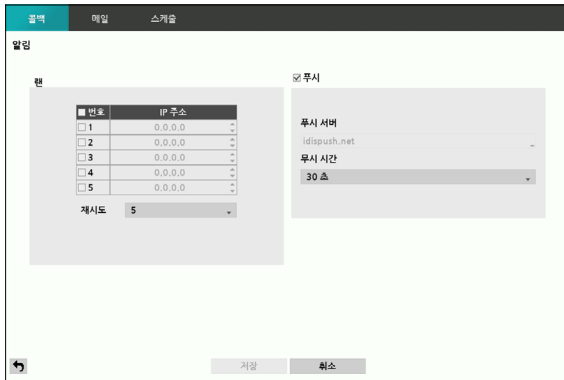 콜백 메일 스케줄
알림
랜
번호 IP 주소
1 0.0.0.0
2 0.0.0.0
3 0.0.0.0
4 0.0.0.0
5 0.0.0.0
재시도 5
푸시
푸시 서버
idispush.net
무시 시간
30 초
저장 취소